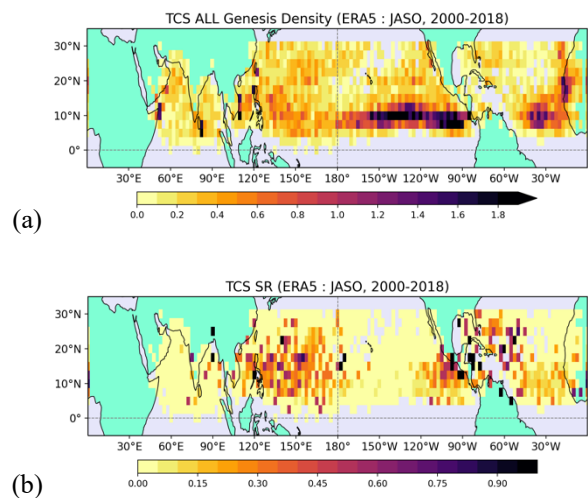 TCS ALL Genesis Density (ERA5 : JASO, 2000-2018)
30°N
20°N
10°N
0°
30°E 60°E 90°E 120°E 150°E 180° 150°W 120°W 90°W 60°W 30°W
0.0 0.2 0.4 0.6 0.8 1.0 1.2 1.4 1.6 1.8
(a)
TCS SR (ERA5 : JASO, 2000-2018)
30°N
20°N
10°N
0°
30°E 60°E 90°E 120°E 150°E 180° 150°W 120°W 90°W 60°W 30°W
0.00 0.15 0.30 0.45 0.60 0.75 0.90
(b)